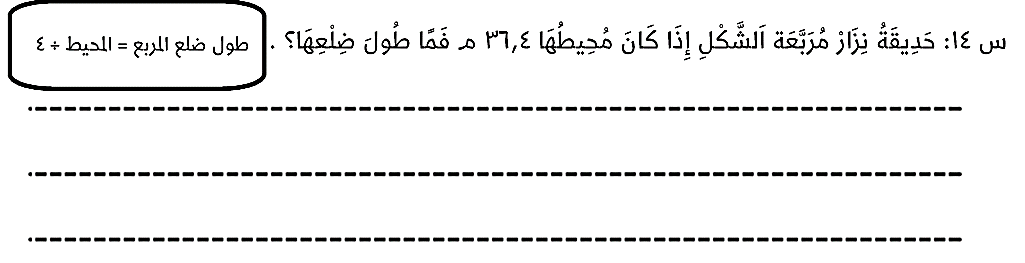 س ١٤: حَدِيقَةُ نِزَارْ مُرَبَّعَة اَلشَّكْلِ إِذَا كَانَ مُحِيطُهَا ٣٦,٤ م فَمًا طُولَ ضِلْعِهَا؟ .
طول ضلع المربع = المحيط ÷ ٤